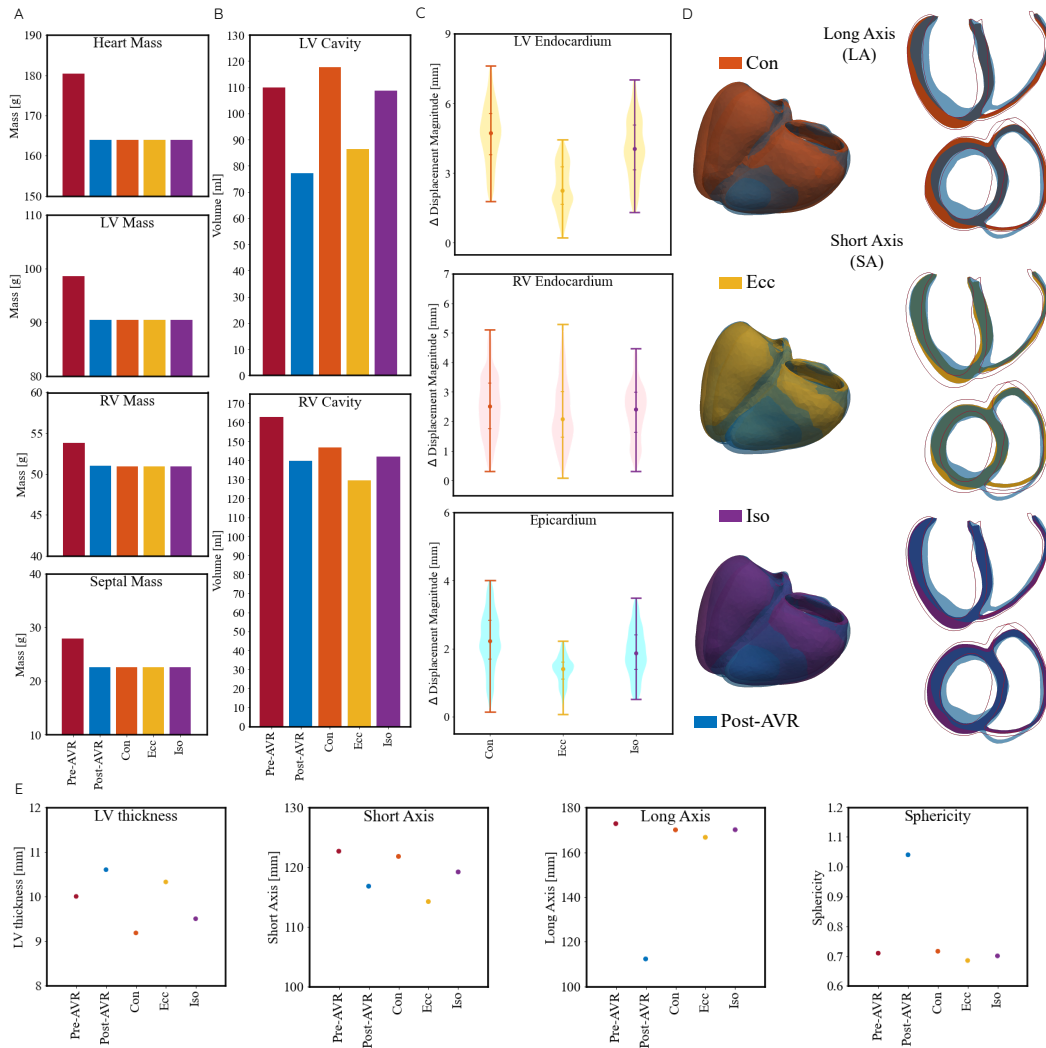 A
Heart Mass
Mass [g]
190
180
170
160
150
LV Mass
Mass [g]
110
100
90
80
RV Mass
Mass [g]
60
55
50
45
40
Septal Mass
Mass [g]
40
30
20
10
Pre-AVR
Post-AVR
Con
Ecc
Iso
B
LV Cavity
Volume [ml]
130
120
110
100
90
80
70
60
50
40
30
20
10
0
RV Cavity
Volume [ml]
170
160
150
140
130
120
110
100
90
80
70
60
50
40
30
20
10
0
Pre-AVR
Post-AVR
Con
Ecc
Iso
C
LV Endocardium
Δ Displacement Magnitude [mm]
9
6
3
0
RV Endocardium
Δ Displacement Magnitude [mm]
7
6
5
4
3
2
1
0
Epicardium
Δ Displacement Magnitude [mm]
6
4
2
0
Con
Ecc
Iso
D
Long Axis
(LA)
Con
Short Axis
(SA)
Ecc
Iso
Post-AVR
E
LV thickness
LV thickness [mm]
12
11
10
9
8
Pre-AVR
Post-AVR
Con
Ecc
Iso
Short Axis
Short Axis [mm]
130
120
110
100
Pre-AVR
Post-AVR
Con
Ecc
Iso
Long Axis
Long Axis [mm]
180
160
140
120
100
Pre-AVR
Post-AVR
Con
Ecc
Iso
Sphericity
Sphericity
1.2
1.1
1.0
0.9
0.8
0.7
0.6
Pre-AVR
Post-AVR
Con
Ecc
Iso